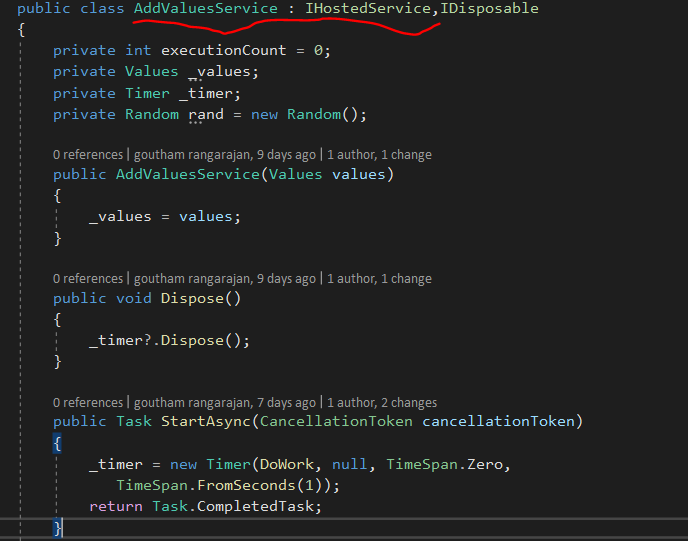 public class AddValuesService : IHostedService,IDisposable
{
private int executionCount = 0;
private Values _values;
private Timer _timer;
private Random rand = new Random();
0 references | goutham rangarajan, 9 days ago | 1 author, 1 change
public AddValuesService(Values values)
{
_values = values;
}
0 references | goutham rangarajan, 9 days ago | 1 author, 1 change
public void Dispose()
{
_timer?.Dispose();
}
0 references | goutham rangarajan, 7 days ago | 1 author, 2 changes
public Task StartAsync(CancellationToken cancellationToken)
{
_timer = new Timer(DoWork, null, TimeSpan.Zero,
TimeSpan.FromSeconds(1));
return Task.CompletedTask;
}